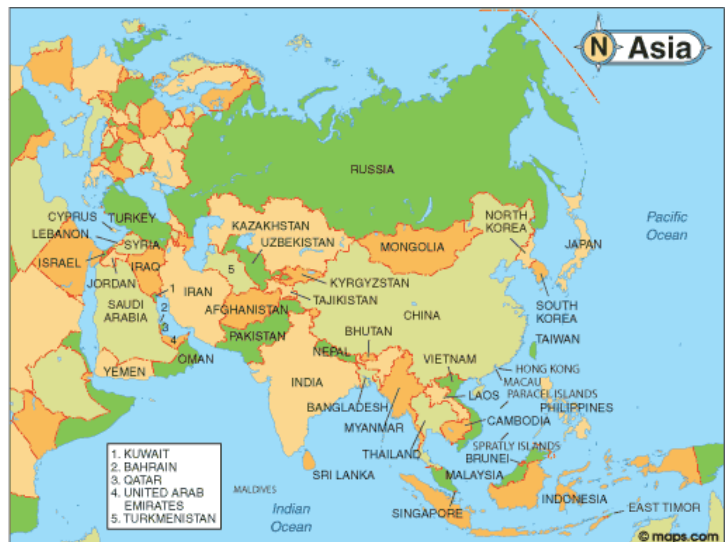 N Asia
RUSSIA
CYPRUS
TURKEY
LEBANON
SYRIA
ISRAEL
IRAQ
JORDAN
SAUDI
ARABIA
1
2
3
4
YEMEN
OMAN
IRAN
5
KAZAKHSTAN
UZBEKISTAN
KYRGYZSTAN
TAJIKISTAN
AFGHANISTAN
PAKISTAN
MONGOLIA
CHINA
NORTH
KOREA
JAPAN
SOUTH
KOREA
TAIWAN
Pacific
Ocean
NEPAL
BHUTAN
INDIA
BANGLADESH
MYANMAR
THAILAND
VIETNAM
LAOS
HONG KONG
MACAU
PARACEL ISLANDS
PHILIPPINES
CAMBODIA
SPRATLY ISLANDS
BRUNEI
MALAYSIA
SINGAPORE
INDONESIA
EAST TIMOR
SRI LANKA
MALDIVES
Indian
Ocean
1. KUWAIT
2. BAHRAIN
3. QATAR
4. UNITED ARAB
EMIRATES
5. TURKMENISTAN
© maps.com